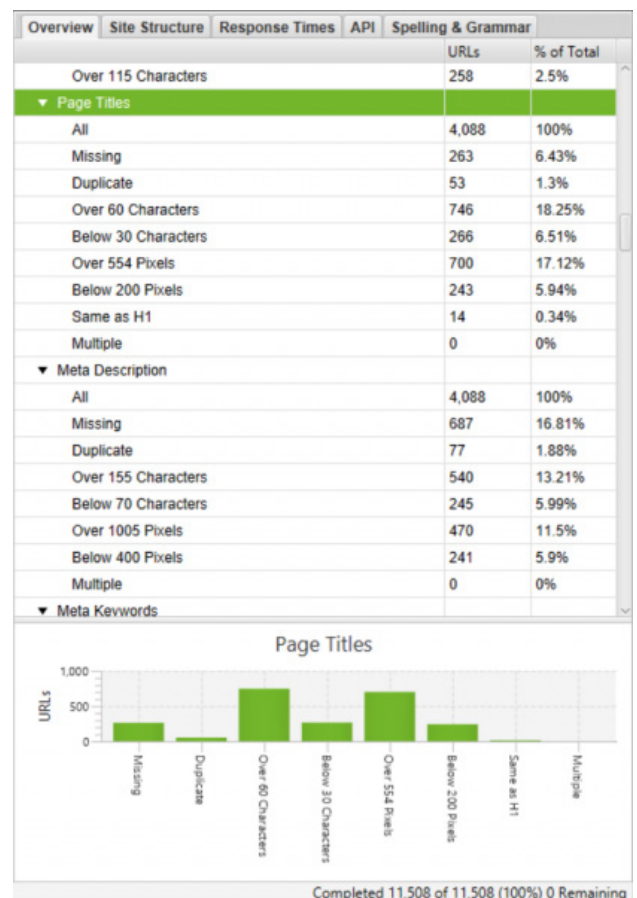 Overview Site Structure Response Times API Spelling & Grammar
URLs % of Total
Over 115 Characters 258 2.5%
▼ Page Titles
All 4,088 100%
Missing 263 6.43%
Duplicate 53 1.3%
Over 60 Characters 746 18.25%
Below 30 Characters 266 6.51%
Over 554 Pixels 700 17.12%
Below 200 Pixels 243 5.94%
Same as H1 14 0.34%
Multiple 0 0%
▼ Meta Description
All 4,088 100%
Missing 687 16.81%
Duplicate 77 1.88%
Over 155 Characters 540 13.21%
Below 70 Characters 245 5.99%
Over 1005 Pixels 470 11.5%
Below 400 Pixels 241 5.9%
Multiple 0 0%
▼ Meta Keywords
Page Titles
URLs
1,000
500
0
Missing
Duplicate
Over 60 Characters
Below 30 Characters
Over 554 Pixels
Below 200 Pixels
Same as H1
Multiple
Completed 11,508 of 11,508 (100%) 0 Remaining